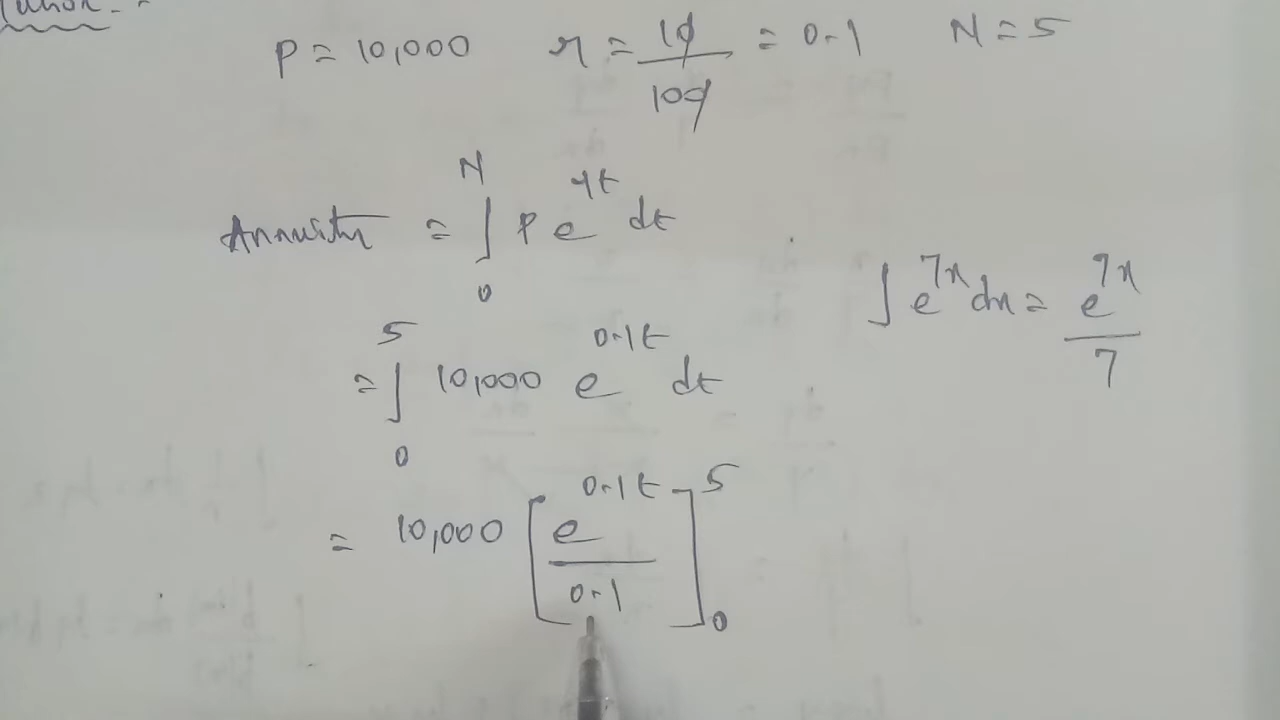 P = 10,000 r = 10/100 = 0.1 N = 5
Annuity = ∫₀ᴺ P e^{rt} dt
∫ e^{7x} dx = e^{7x}/7
= ∫₀⁵ 10,000 e^{0.1t} dt
= 10,000 [e^{0.1t}/0.1]₀⁵